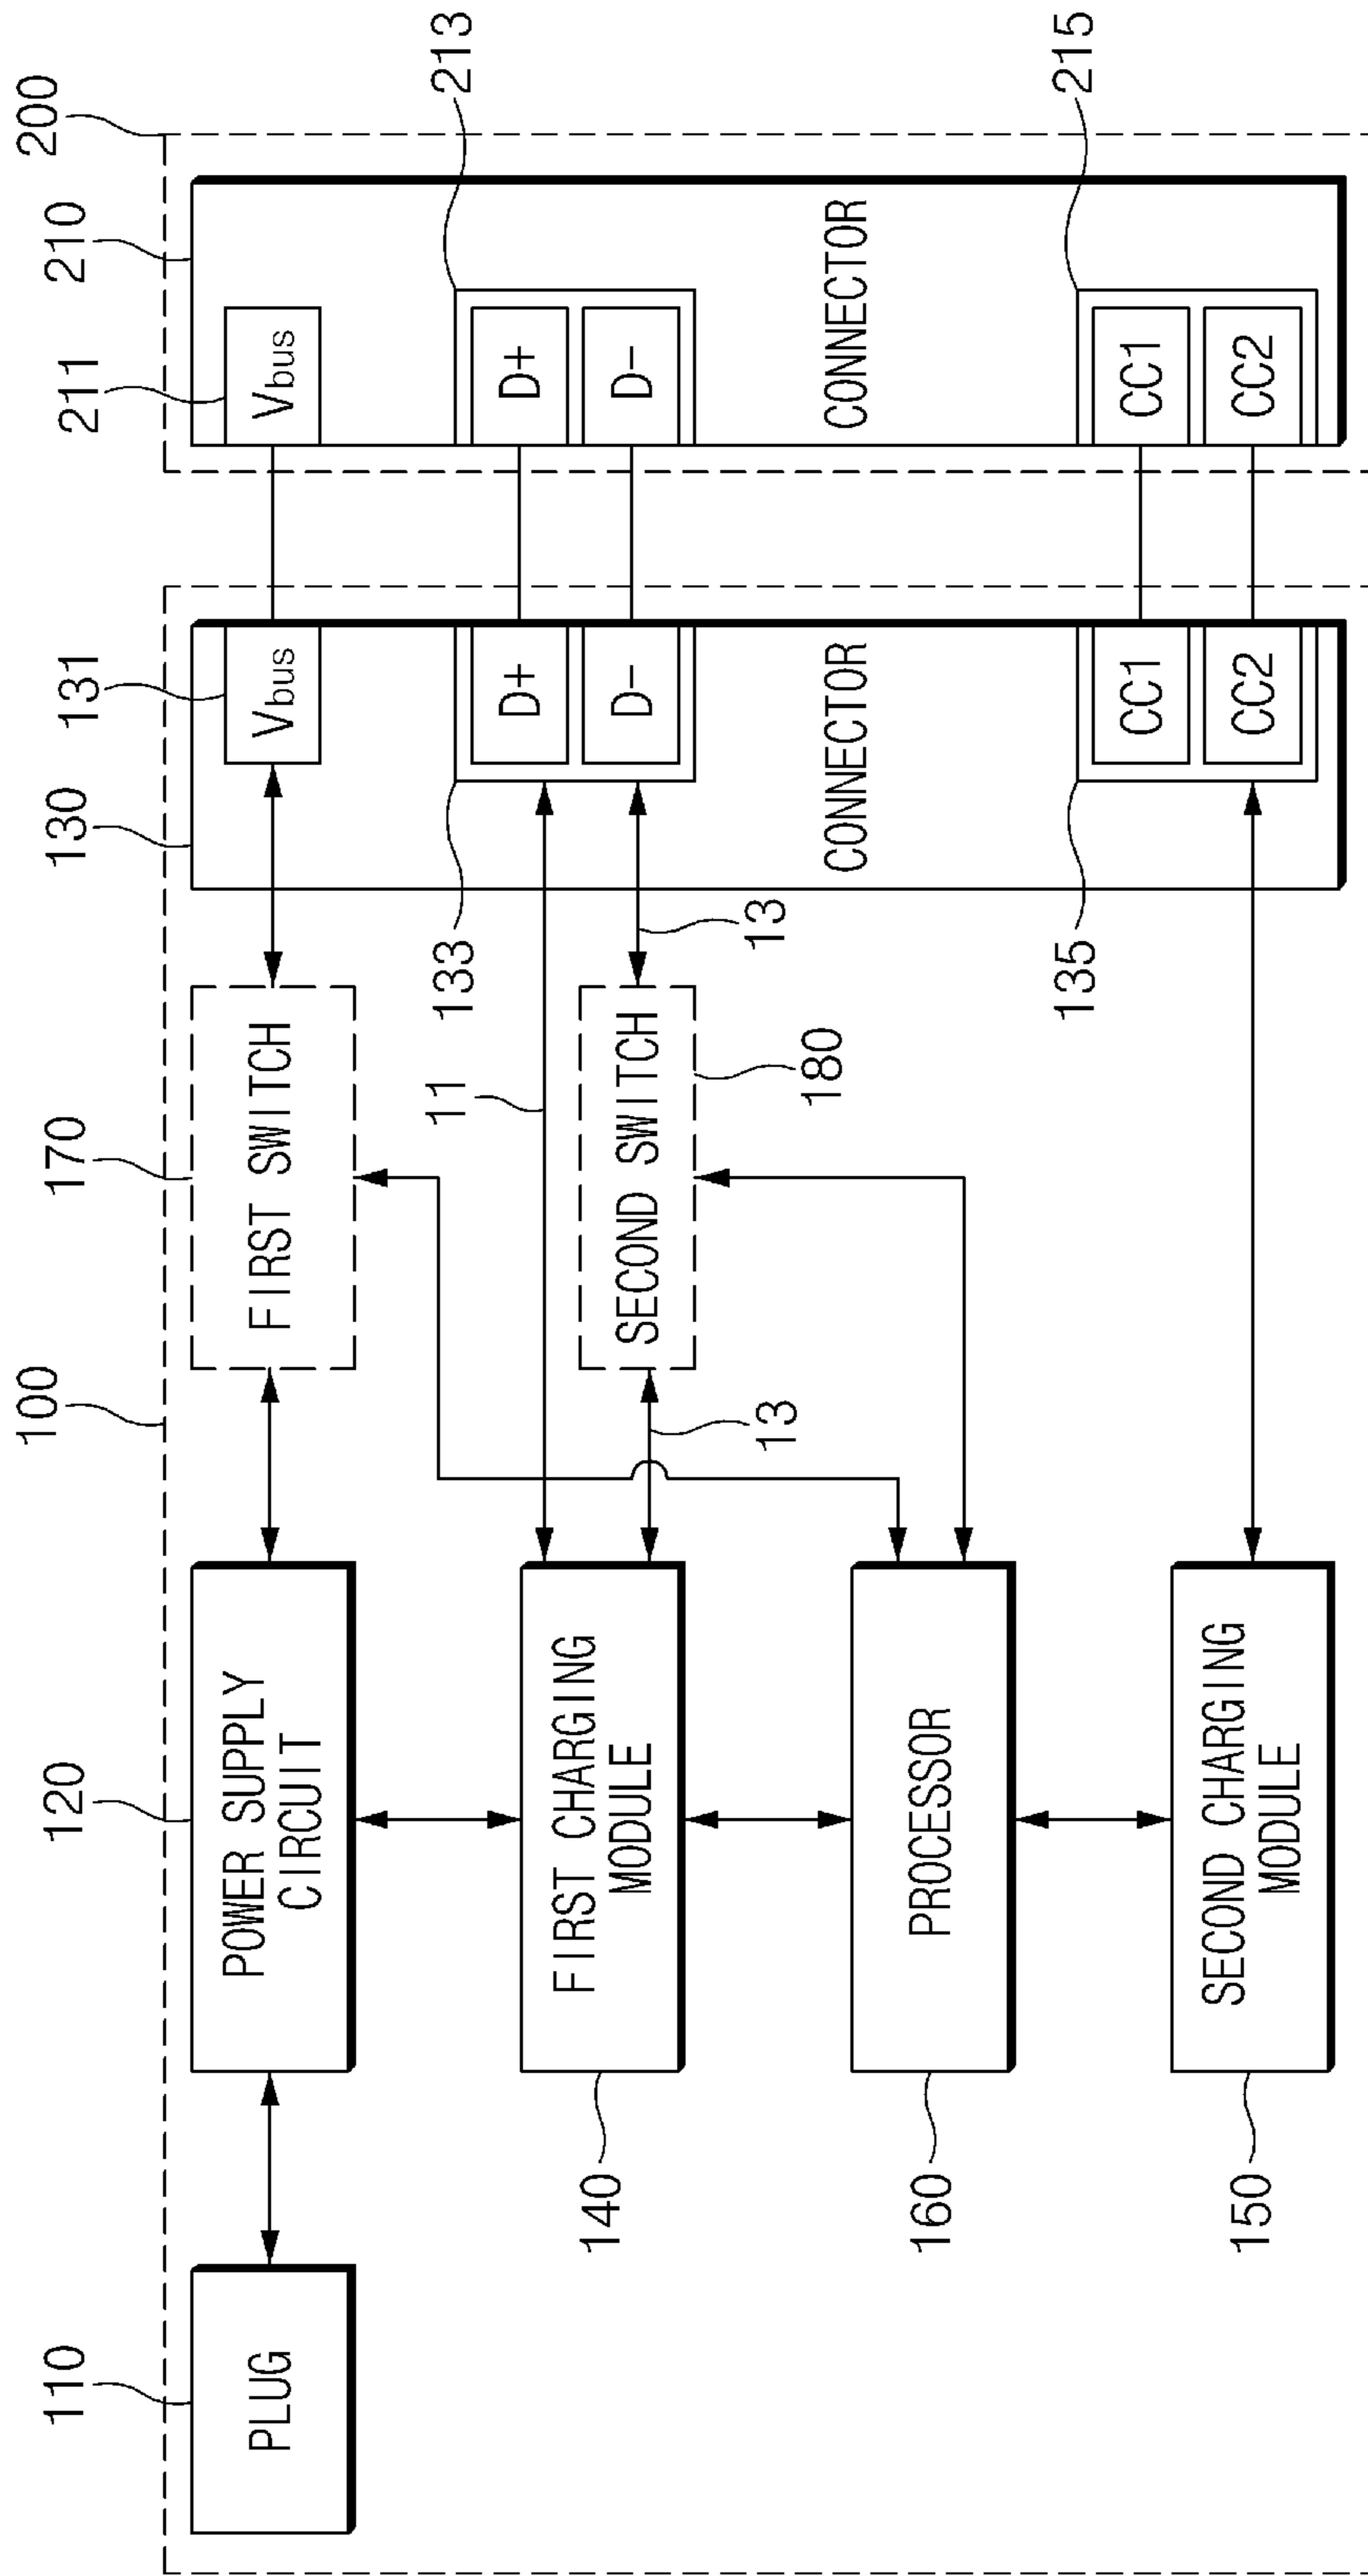 100
200
110
PLUG
120
POWER SUPPLY
CIRCUIT
170
FIRST SWITCH
130
131
Vbus
211
210
Vbus
140
FIRST CHARGING
MODULE
11
13
SECOND SWITCH
180
13
133
D+
D-
D+
D-
213
160
PROCESSOR
CONNECTOR
CONNECTOR
150
SECOND CHARGING
MODULE
135
CC1
CC2
CC1
CC2
215